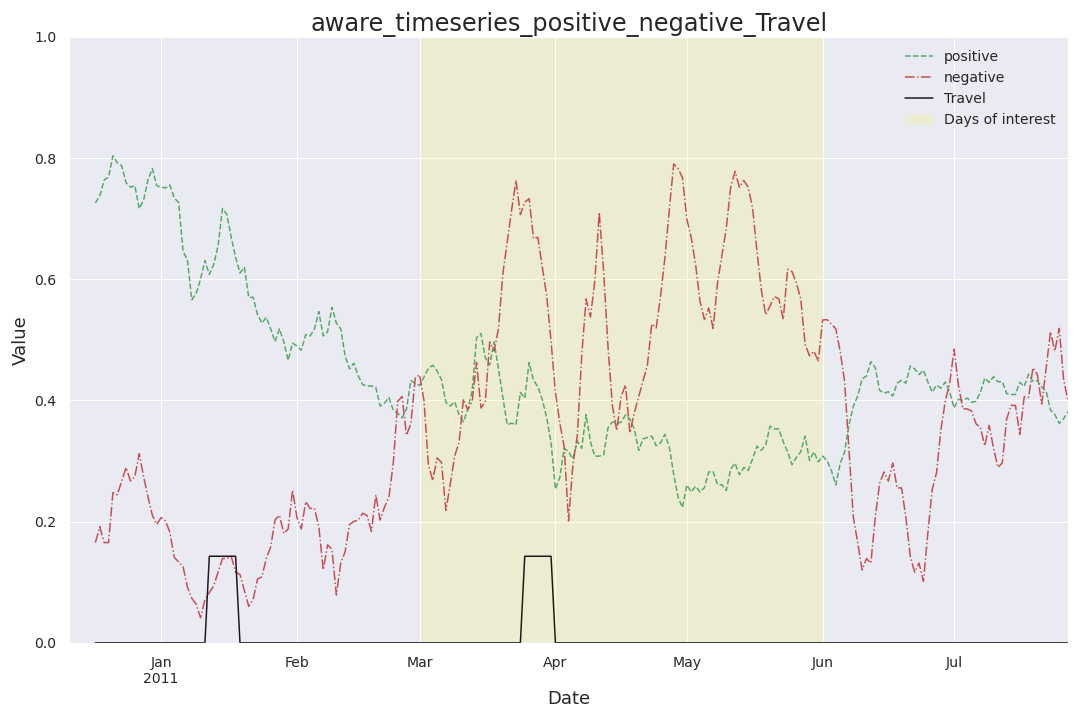 aware_timeseries_positive_negative_Travel
1.0
0.8
0.6
0.4
0.2
0.0
Value
positive
negative
Travel
Days of interest
Jan
2011
Feb
Mar
Apr
May
Jun
Jul
Date